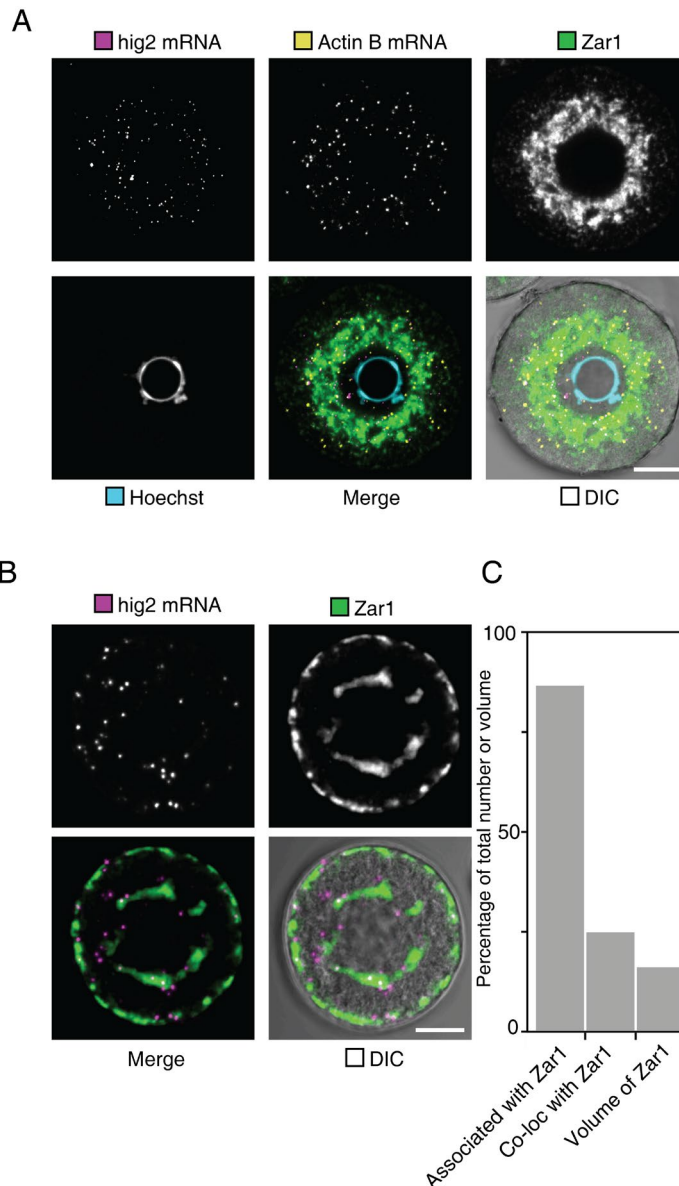 A
hig2 mRNA
Actin B mRNA
Zar1
Hoechst
Merge
DIC
B
hig2 mRNA
Zar1
Merge
DIC
C
Percentage of total number or volume
100
50
0
Associated with Zar1
Co-loc with Zar1
Volume of Zar1